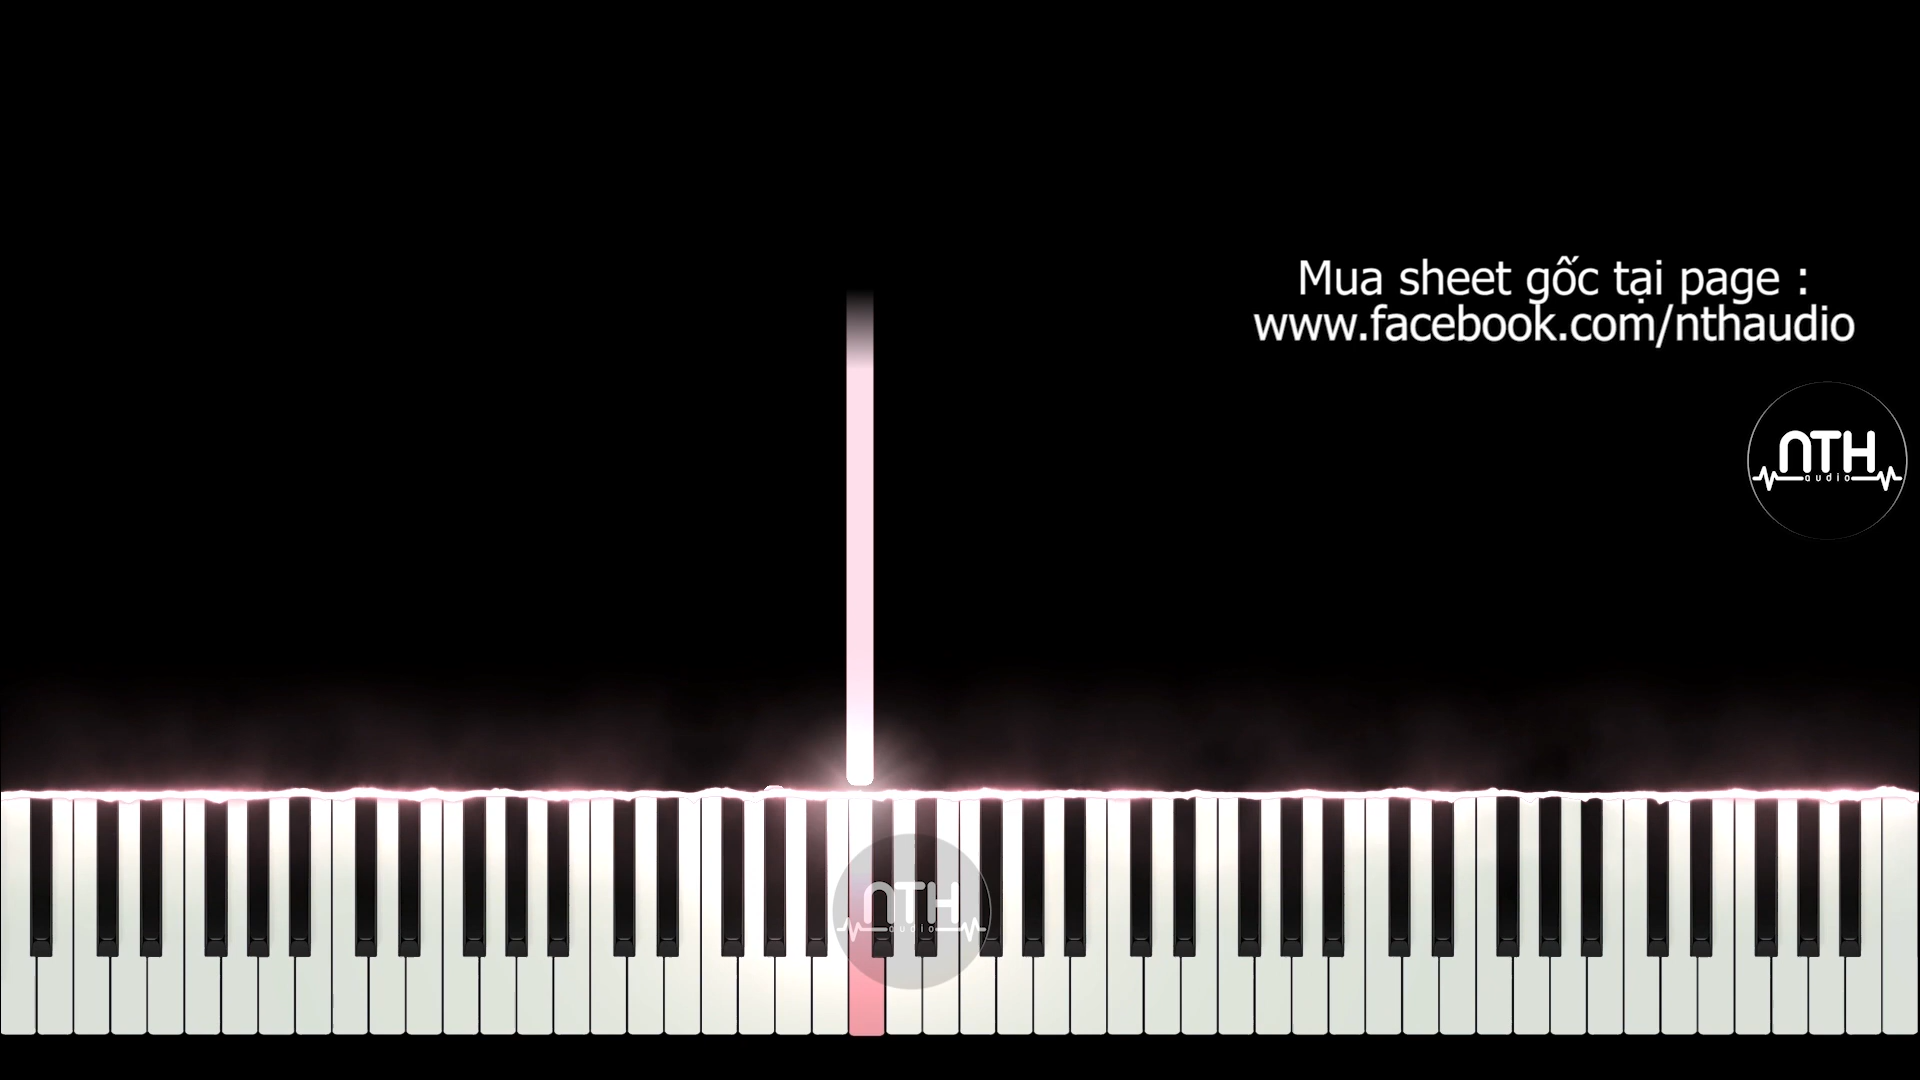 Mua sheet gốc tại page :
www.facebook.com/nthaudio
NTH
audio
NTH
audio